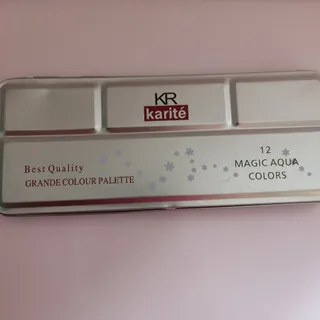 KR
karité
Best Quality
GRANDE COLOUR PALETTE
12
MAGIC AQUA
COLORS